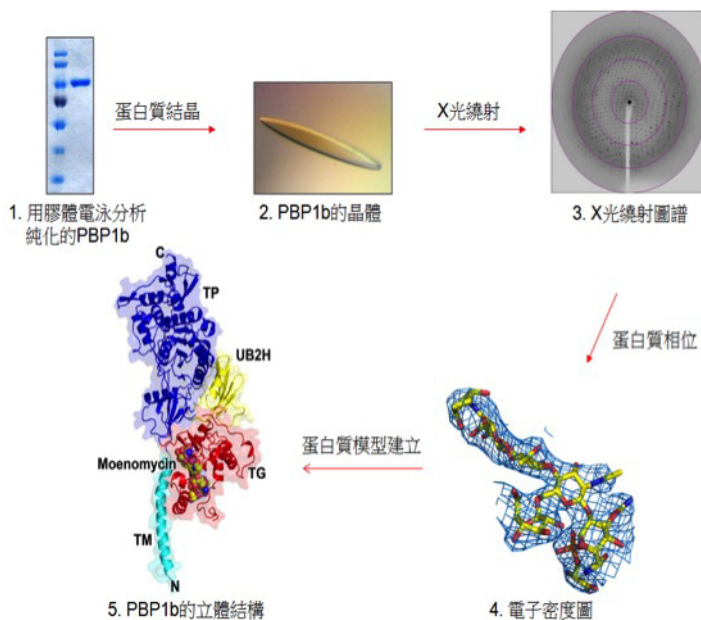 蛋白質結晶
X光繞射
1. 用膠體電泳分析
純化的PBP1b
2. PBP1b的晶體
3. X光繞射圖譜
蛋白質相位
C
TP
UB2H
Moenomycin
TG
TM
N
蛋白質模型建立
5. PBP1b的立體結構
4. 電子密度圖